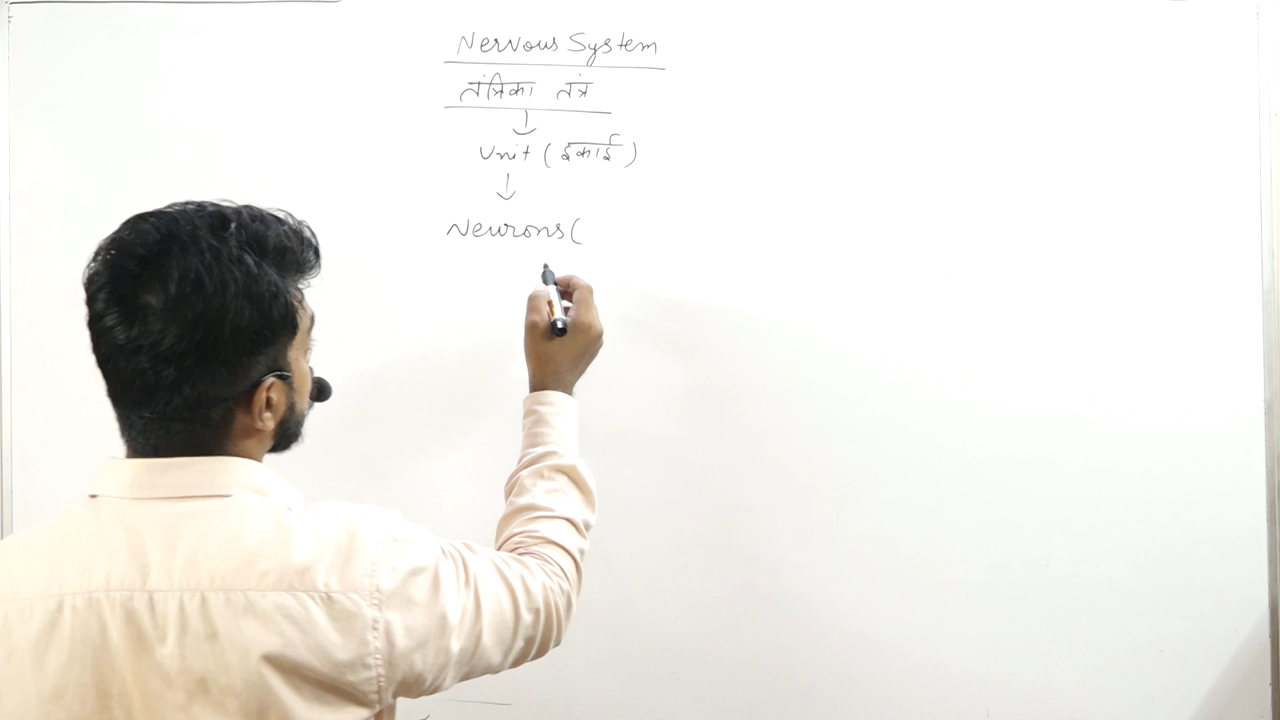 Nervous System
तंत्रिका तंत्र
↓
Unit (इकाई)
↓
Neurons(